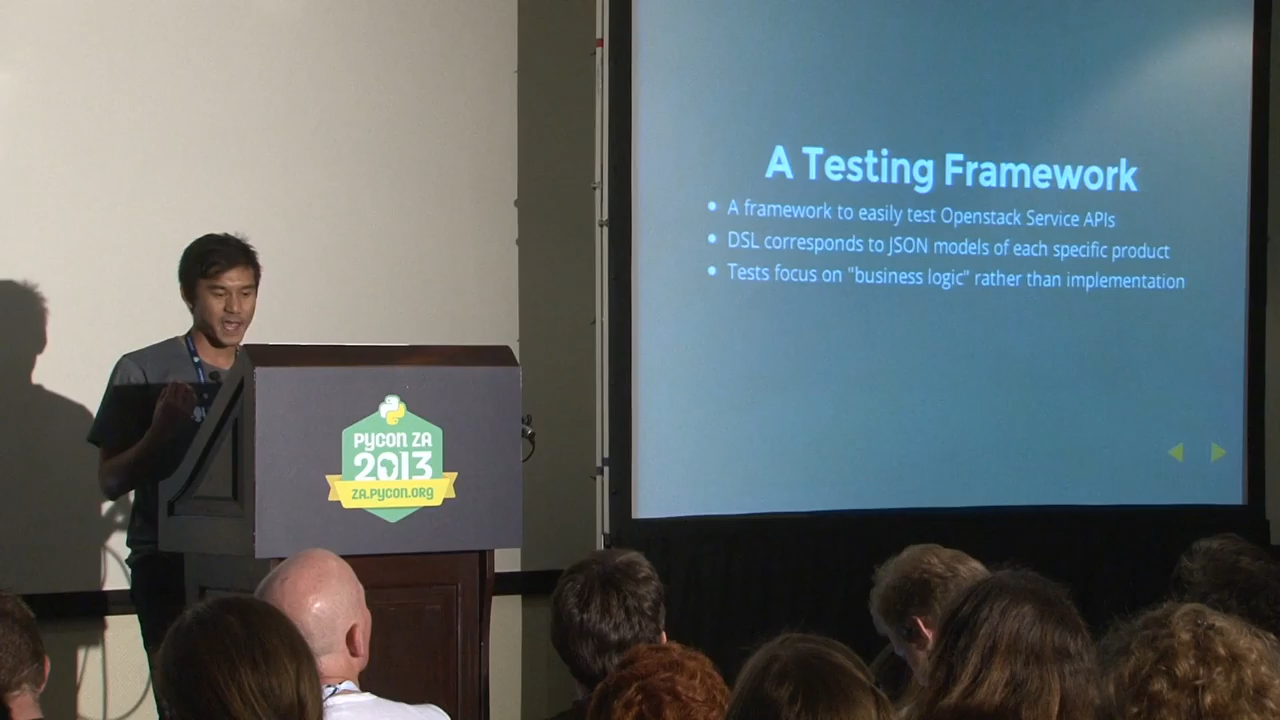 A Testing Framework
• A framework to easily test Openstack Service APIs
• DSL corresponds to JSON models of each specific product
• Tests focus on "business logic" rather than implementation
PYCON ZA
2013
ZA.PYCON.ORG